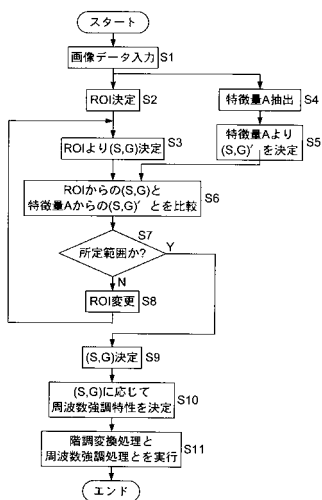 スタート
画像データ入力 S1
ROI決定 S2
特徴量A抽出 S4
ROIより(S,G)決定 S3
特徴量Aより
(S,G)′を決定 S5
ROIからの(S,G)と
特徴量Aからの(S,G)′とを比較 S6
S7
所定範囲か? Y
N
ROI変更 S8
(S,G)決定 S9
(S,G)に応じて
周波数強調特性を決定 S10
階調変換処理と
周波数強調処理とを実行 S11
エンド